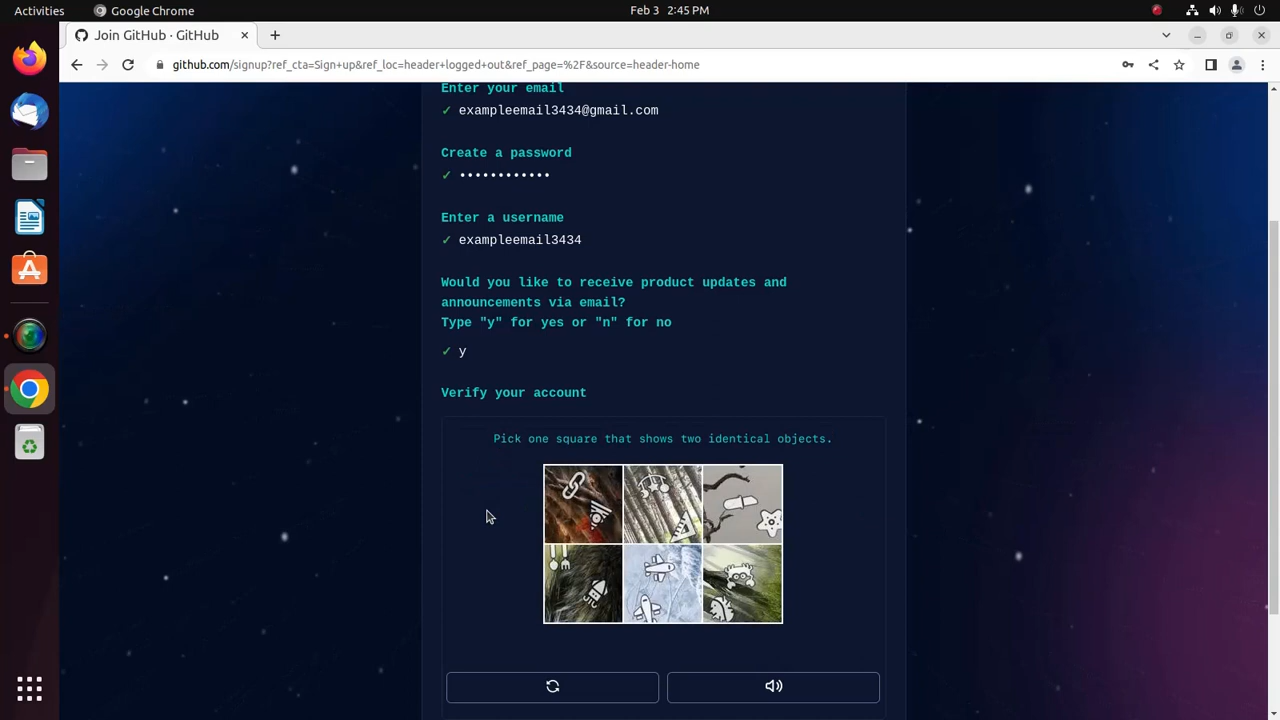 Activities
Google Chrome
Feb 3 2:45 PM
Join GitHub · GitHub
github.com/signup?ref_cta=Sign+up&ref_loc=header+logged+out&ref_page=%2F&source=header-home
Enter your email
✓ exampleemail3434@gmail.com
Create a password
✓ ••••••••••••
Enter a username
✓ exampleemail3434
Would you like to receive product updates and
announcements via email?
Type "y" for yes or "n" for no
✓ y
Verify your account
Pick one square that shows two identical objects.